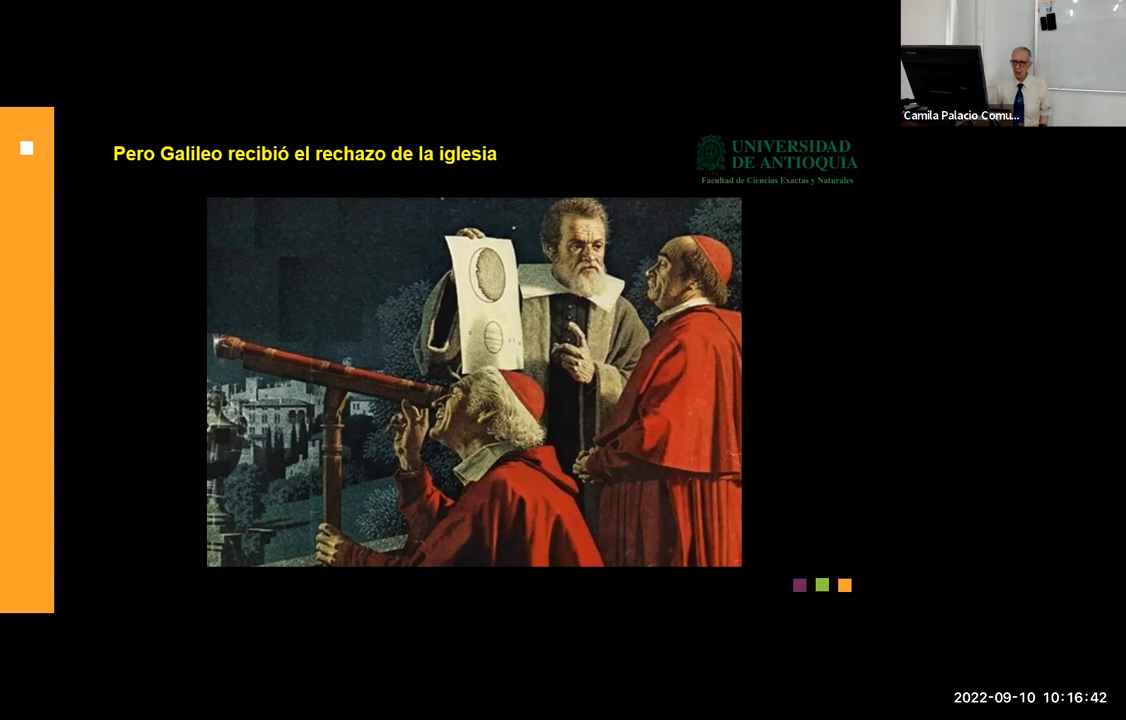 Camila Palacio Comu...
Pero Galileo recibió el rechazo de la iglesia
UNIVERSIDAD
DE ANTIOQUIA
Facultad de Ciencias Exactas y Naturales
2022-09-10 10:16:42